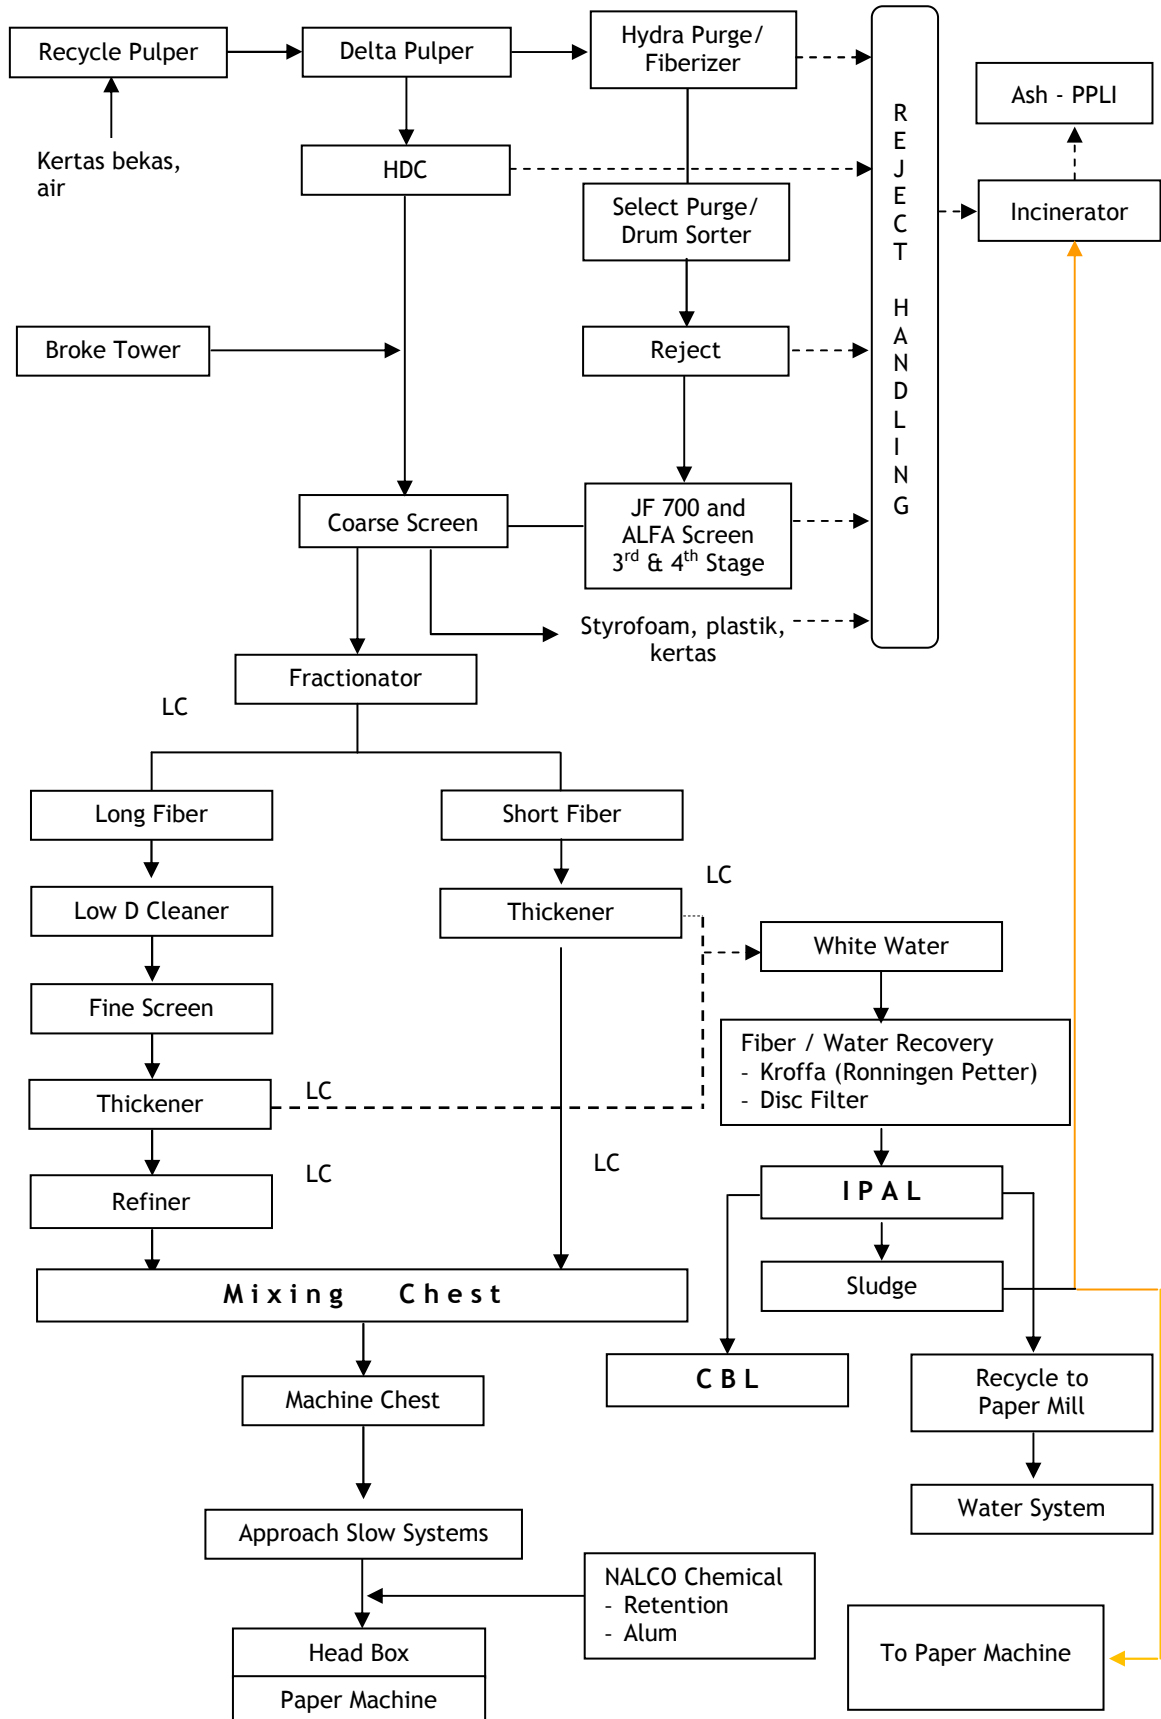 Recycle Pulper
Delta Pulper
Hydra Purge/
Fiberizer
Ash - PPLI
Kertas bekas,
air
HDC
REJECT HANDLING
Incinerator
Select Purge/
Drum Sorter
Broke Tower
Reject
Coarse Screen
JF 700 and
ALFA Screen
3rd & 4th Stage
Styrofoam, plastik,
kertas
Fractionator
LC
Long Fiber
Short Fiber
LC
Low D Cleaner
Thickener
White Water
Fine Screen
Fiber / Water Recovery
- Kroffa (Ronningen Petter)
- Disc Filter
Thickener
LC
LC
LC
Refiner
IPAL
Sludge
Mixing Chest
CBL
Recycle to
Paper Mill
Machine Chest
Water System
Approach Slow Systems
NALCO Chemical
- Retention
- Alum
Head Box
Paper Machine
To Paper Machine